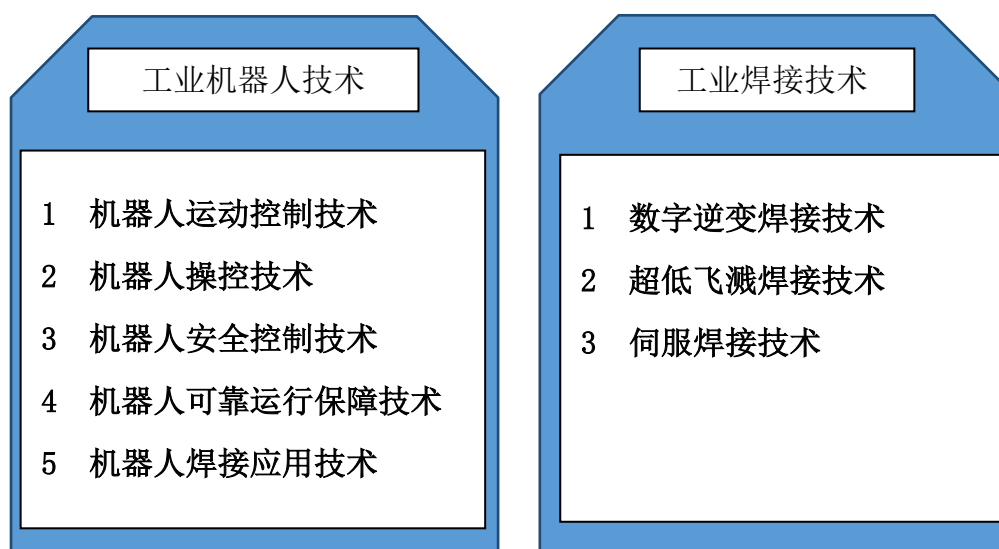 工业机器人技术
1 机器人运动控制技术
2 机器人操控技术
3 机器人安全控制技术
4 机器人可靠运行保障技术
5 机器人焊接应用技术
工业焊接技术
1 数字逆变焊接技术
2 超低飞溅焊接技术
3 伺服焊接技术